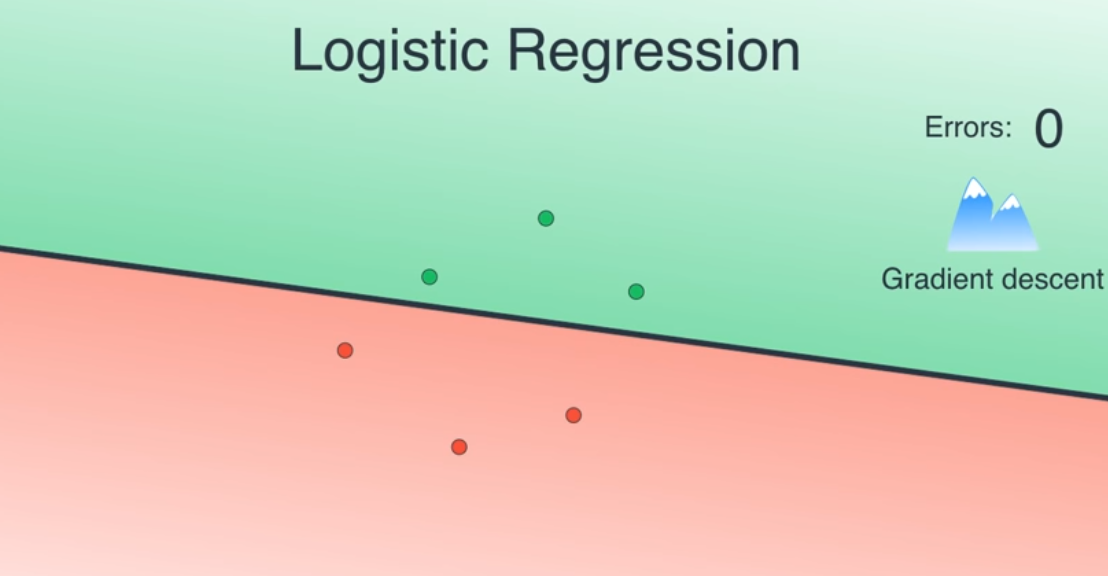 Logistic Regression
Errors: 0
Gradient descent